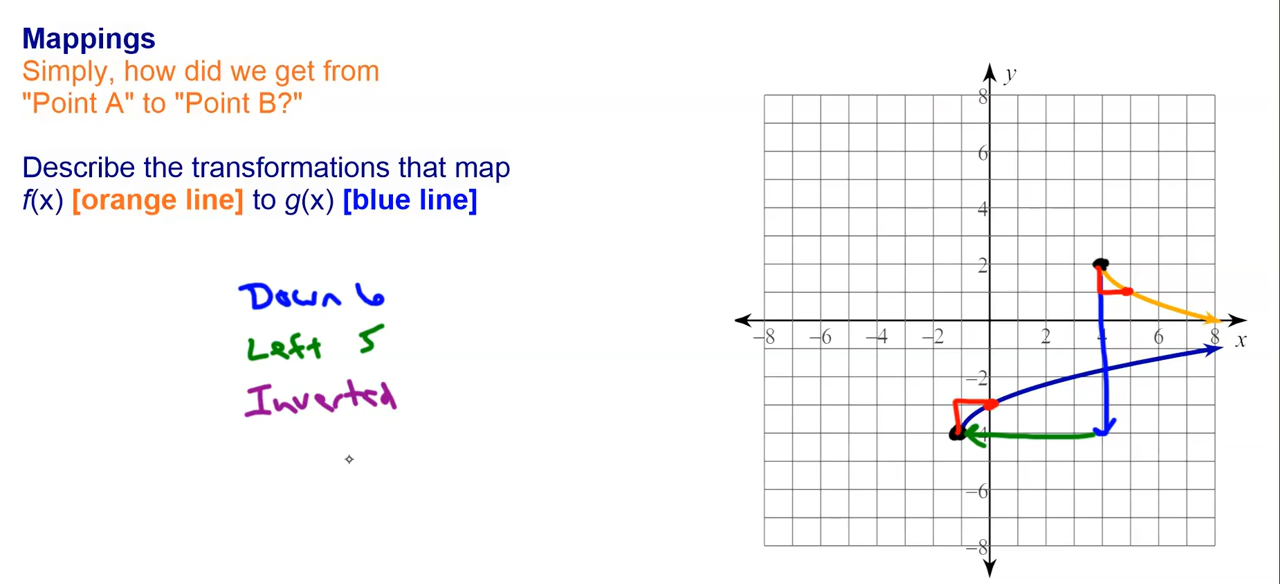 Mappings
Simply, how did we get from
"Point A" to "Point B?"
Describe the transformations that map
f(x) [orange line] to g(x) [blue line]
Down 6
Left 5
Inverted
y
8
6
4
2
−8 −6 −4 −2 2 6 8 x
−2
−4
−6
−8